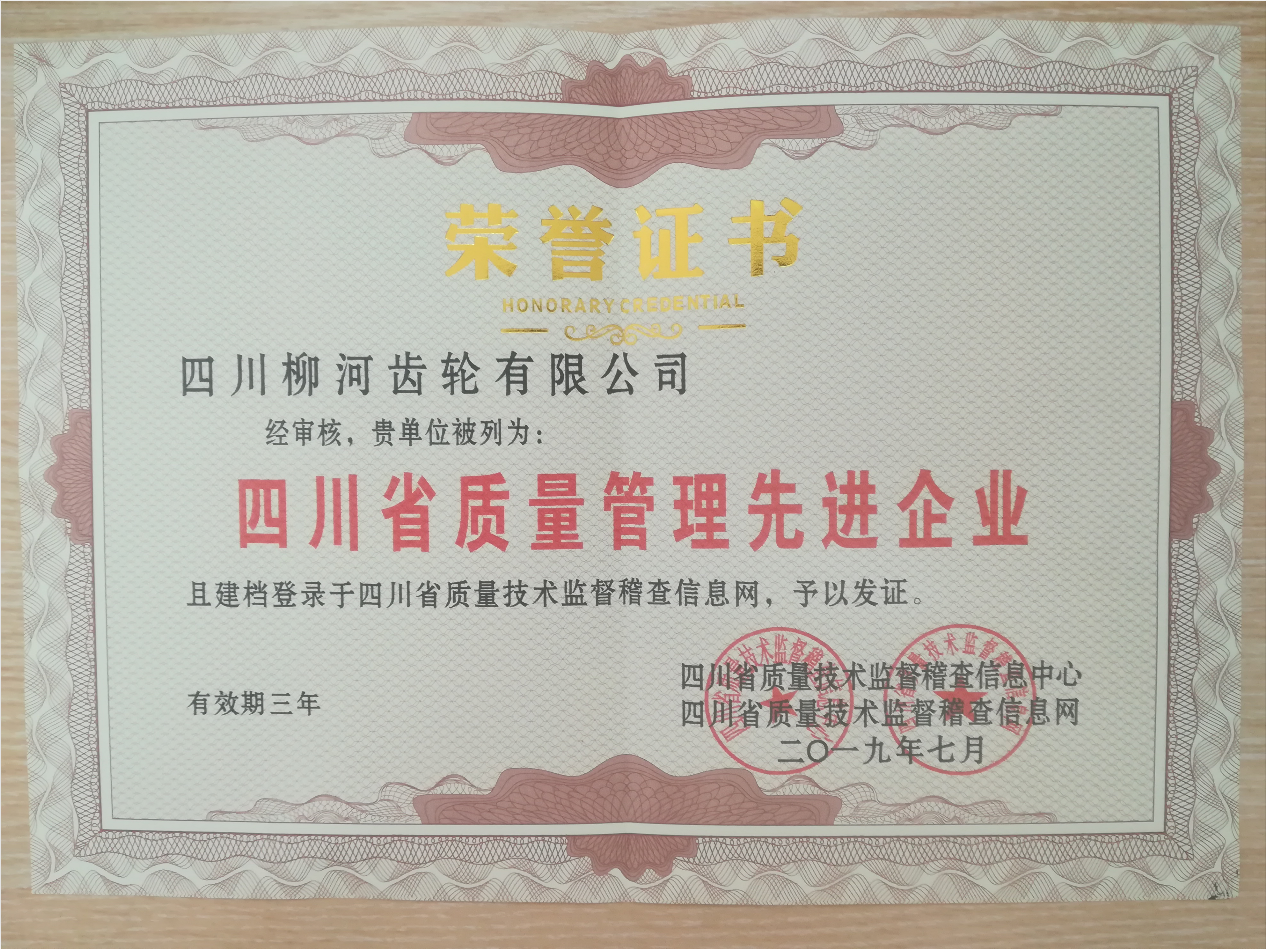 荣誉证书
HONORARY CREDENTIAL
四川柳河齿轮有限公司
经审核，贵单位被列为：
四川省质量管理先进企业
且建档登录于四川省质量技术监督稽查信息网，予以发证。
有效期三年
四川省质量技术监督稽查信息中心
四川省质量技术监督稽查信息网
二〇一九年七月